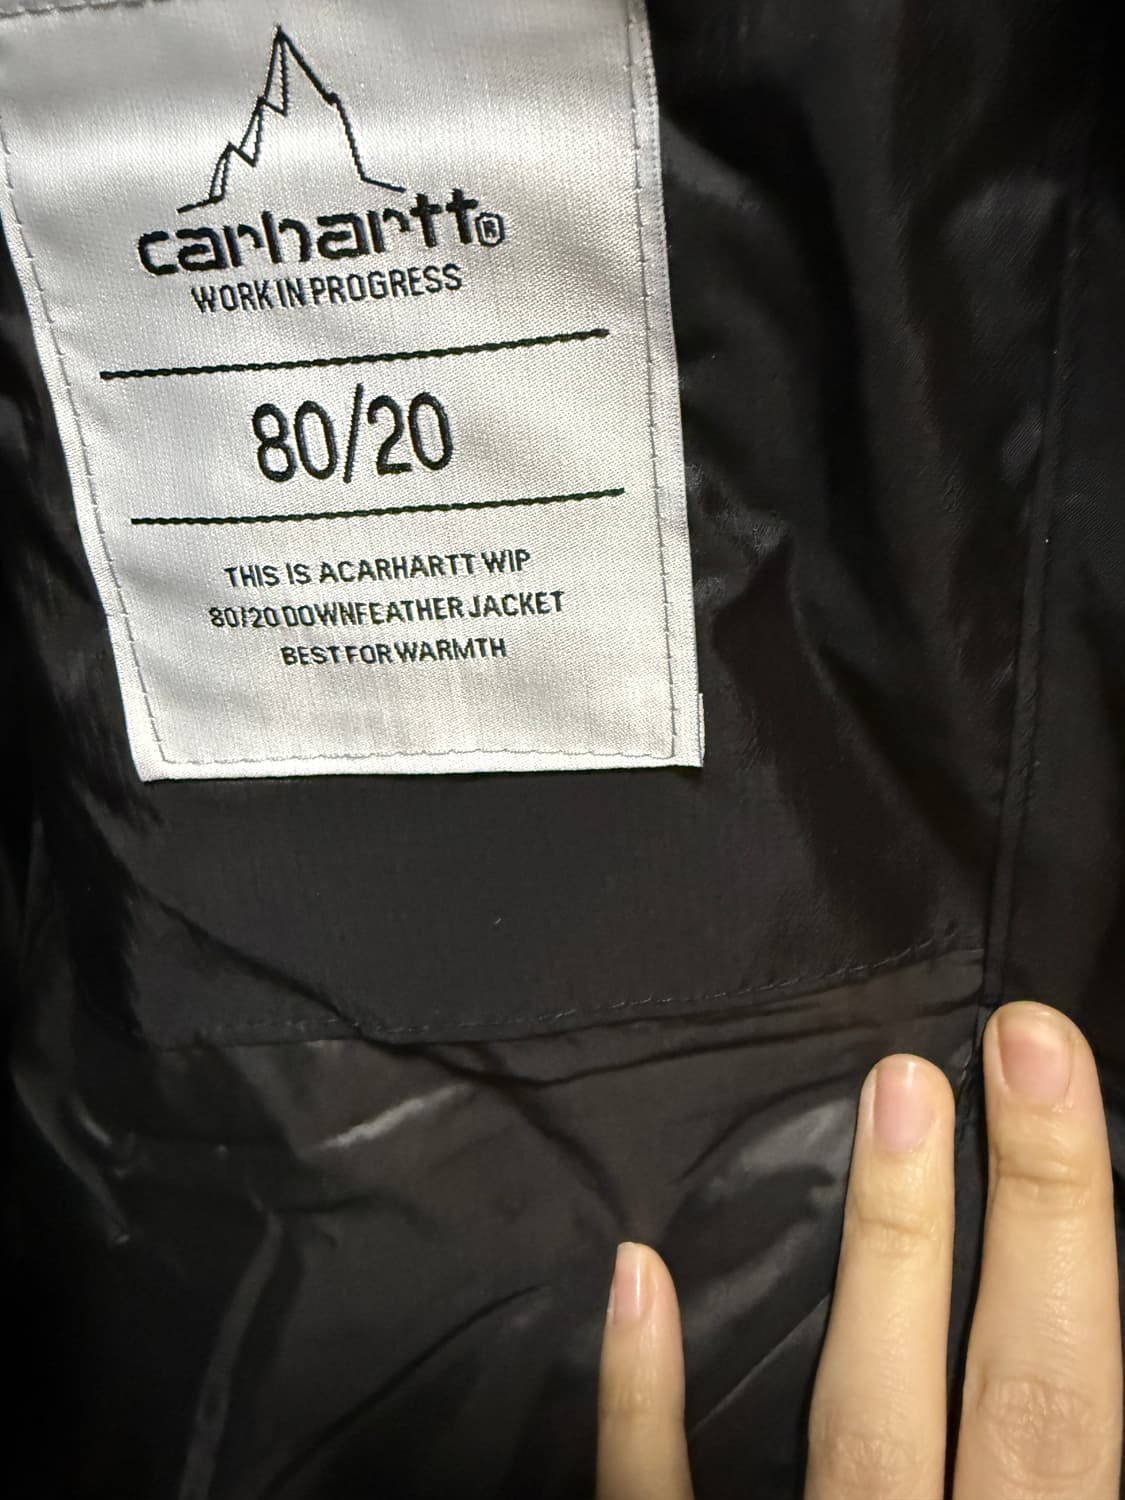 carhartt®
WORK IN PROGRESS
80/20
THIS IS ACARHARTT WIP
80/20 DOWNFEATHER JACKET
BEST FOR WARMTH